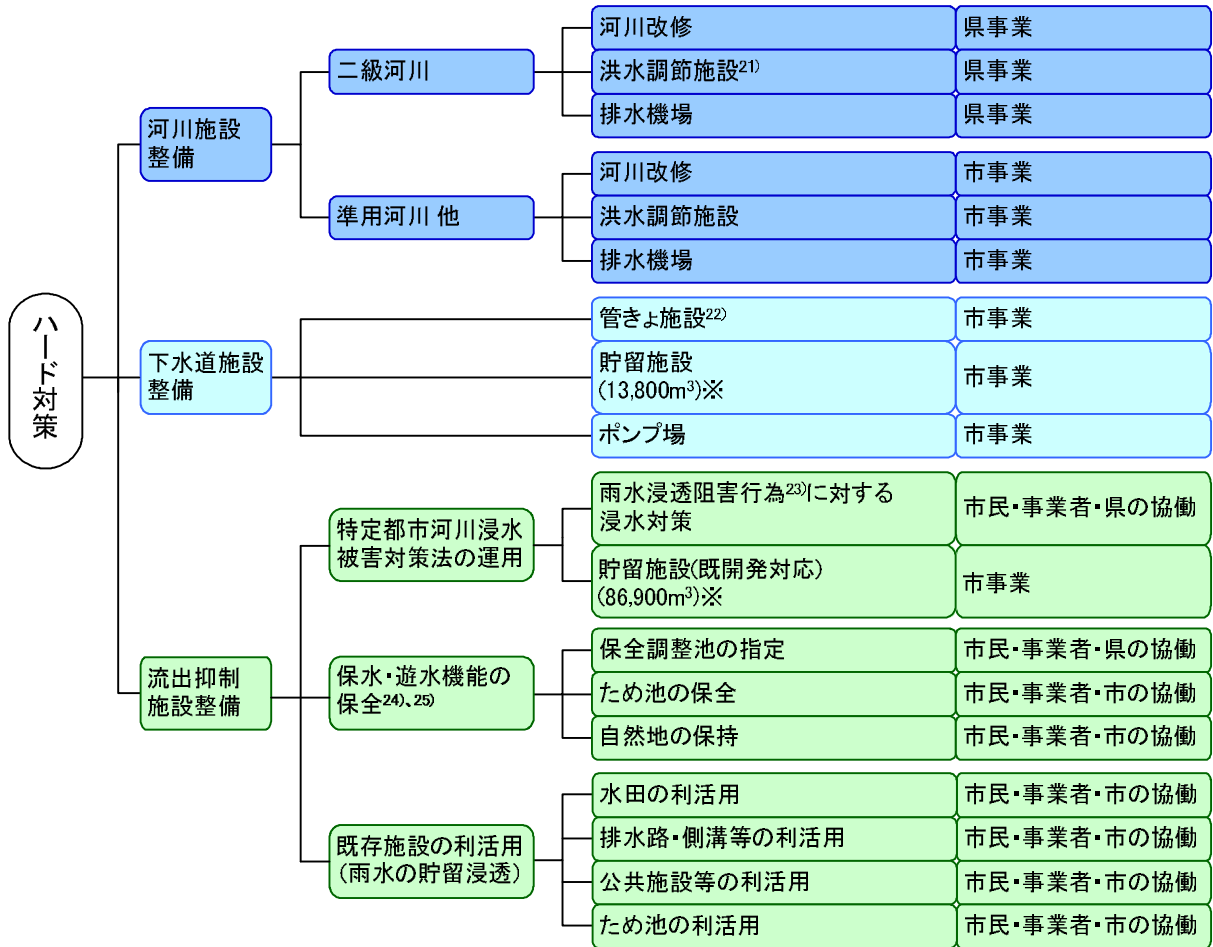 ハード対策
河川施設
整備
二級河川
河川改修
県事業
洪水調節施設21)
県事業
排水機場
県事業
準用河川 他
河川改修
市事業
洪水調節施設
市事業
排水機場
市事業
下水道施設
整備
管きょ施設22)
市事業
貯留施設
(13,800m3)※
市事業
ポンプ場
市事業
流出抑制
施設整備
特定都市河川浸水
被害対策法の運用
雨水浸透阻害行為23)に対する
浸水対策
市民・事業者・県の協働
貯留施設(既開発対応)
(86,900m3)※
市事業
保水・遊水機能の
保全24)、25)
保全調整池の指定
市民・事業者・県の協働
ため池の保全
市民・事業者・市の協働
自然地の保持
市民・事業者・市の協働
既存施設の利活用
(雨水の貯留浸透)
水田の利活用
市民・事業者・市の協働
排水路・側溝等の利活用
市民・事業者・市の協働
公共施設等の利活用
市民・事業者・市の協働
ため池の利活用
市民・事業者・市の協働